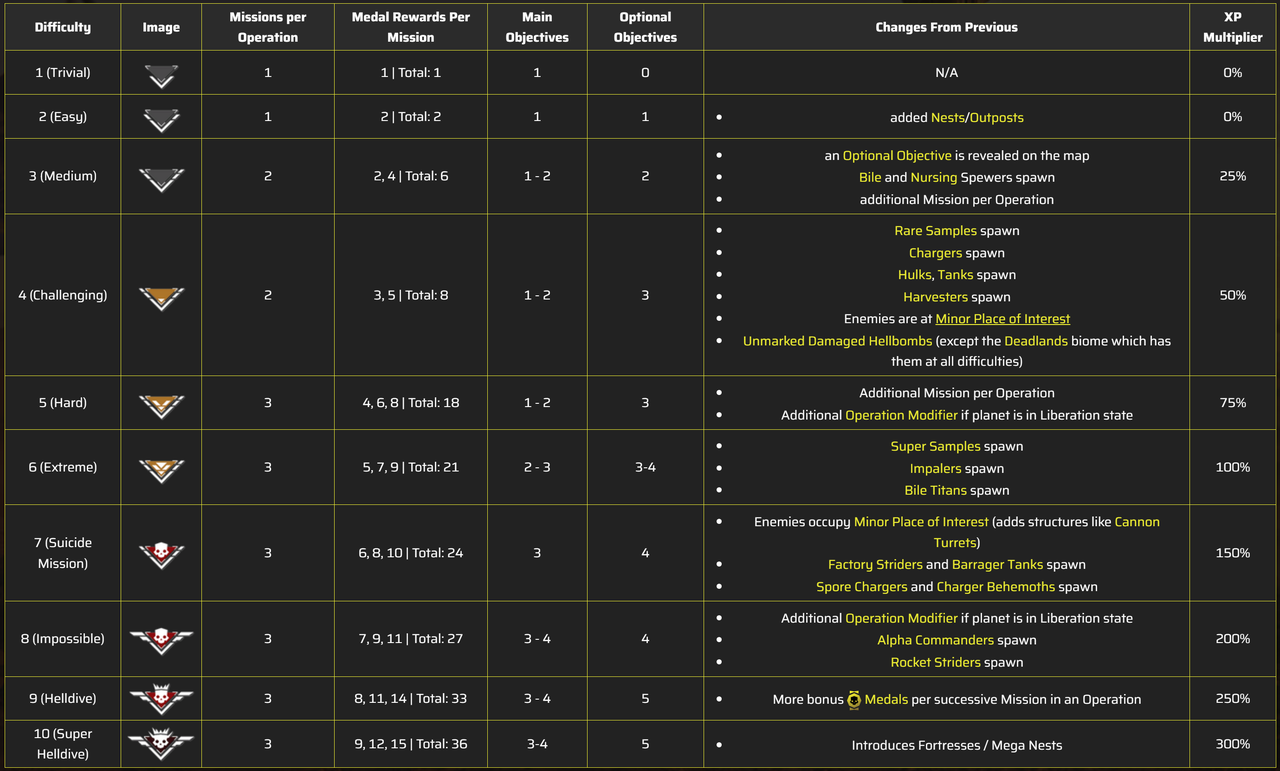 Difficulty
Image
Missions per
Operation
Medal Rewards Per
Mission
Main
Objectives
Optional
Objectives
Changes From Previous
XP
Multiplier
1 (Trivial)
1
1 | Total: 1
1
0
N/A
0%
2 (Easy)
1
2 | Total: 2
1
1
added Nests/Outposts
0%
3 (Medium)
2
2, 4 | Total: 6
1 - 2
2
an Optional Objective is revealed on the map
Bile and Nursing Spewers spawn
additional Mission per Operation
25%
4 (Challenging)
2
3, 5 | Total: 8
1 - 2
3
Rare Samples spawn
Chargers spawn
Hulks, Tanks spawn
Harvesters spawn
Enemies are at Minor Place of Interest
Unmarked Damaged Hellbombs (except the Deadlands biome which has
them at all difficulties)
50%
5 (Hard)
3
4, 6, 8 | Total: 18
1 - 2
3
Additional Mission per Operation
Additional Operation Modifier if planet is in Liberation state
75%
6 (Extreme)
3
5, 7, 9 | Total: 21
2 - 3
3-4
Super Samples spawn
Impalers spawn
Bile Titans spawn
100%
7 (Suicide
Mission)
3
6, 8, 10 | Total: 24
3
4
Enemies occupy Minor Place of Interest (adds structures like Cannon
Turrets)
Factory Striders and Barrager Tanks spawn
Spore Chargers and Charger Behemoths spawn
150%
8 (Impossible)
3
7, 9, 11 | Total: 27
3 - 4
4
Additional Operation Modifier if planet is in Liberation state
Alpha Commanders spawn
Rocket Striders spawn
200%
9 (Helldive)
3
8, 11, 14 | Total: 33
3 - 4
5
More bonus Medals per successive Mission in an Operation
250%
10 (Super
Helldive)
3
9, 12, 15 | Total: 36
3-4
5
Introduces Fortresses / Mega Nests
300%